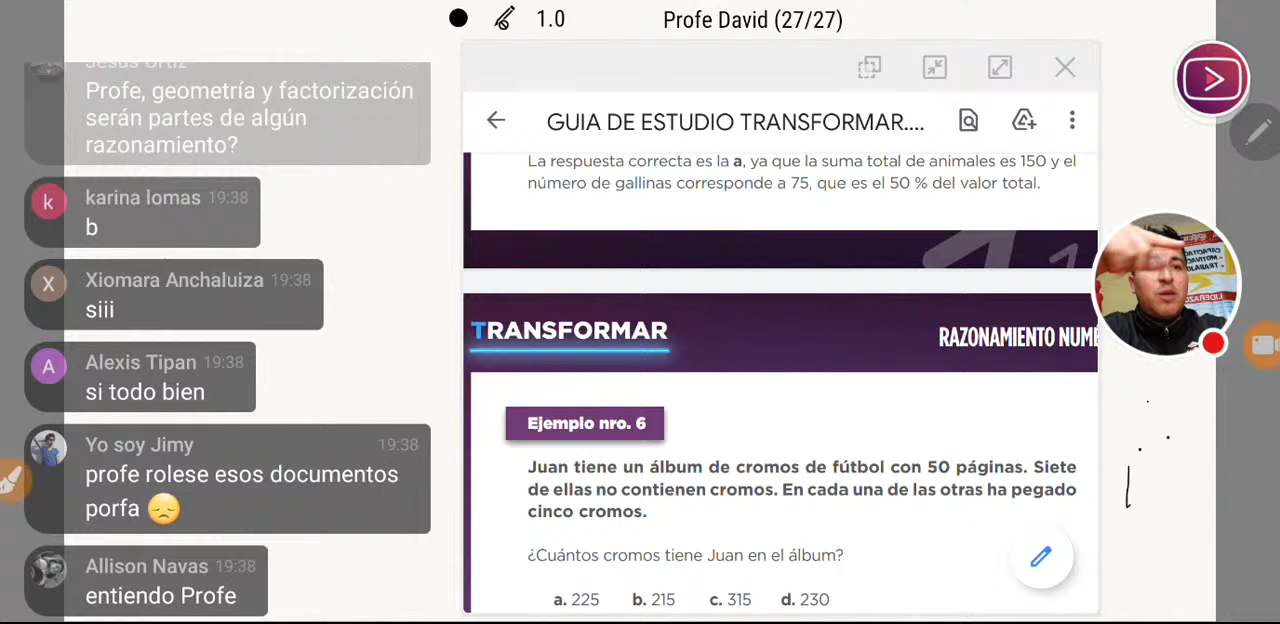 1.0
Profe David (27/27)
Jesus Ortiz
Profe, geometría y factorización
serán partes de algún
razonamiento?
k
karina lomas 19:38
b
X
Xiomara Anchaluiza 19:38
siii
A
Alexis Tipan 19:38
si todo bien
Yo soy Jimy 19:38
profe rolese esos documentos
porfa 😞
Allison Navas 19:38
entiendo Profe
GUIA DE ESTUDIO TRANSFORMAR....
La respuesta correcta es la a, ya que la suma total de animales es 150 y el
número de gallinas corresponde a 75, que es el 50 % del valor total.
TRANSFORMAR
RAZONAMIENTO NUM
Ejemplo nro. 6
Juan tiene un álbum de cromos de fútbol con 50 páginas. Siete
de ellas no contienen cromos. En cada una de las otras ha pegado
cinco cromos.
¿Cuántos cromos tiene Juan en el álbum?
a. 225 b. 215 c. 315 d. 230